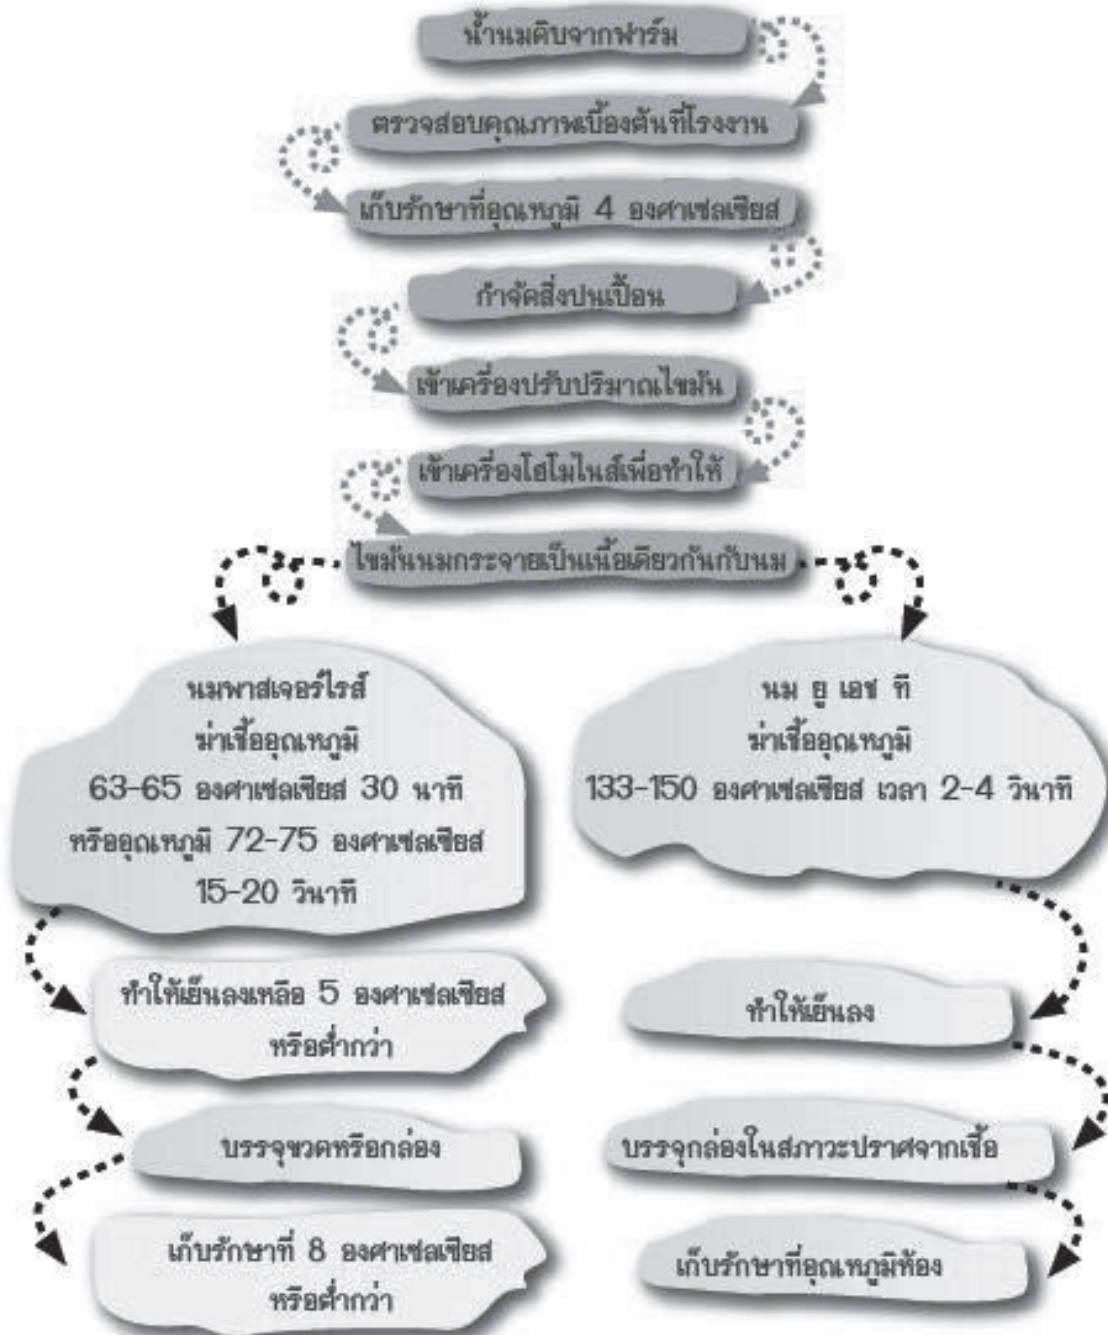 น้ำนมดิบจากฟาร์ม
ตรวจสอบคุณภาพเบื้องต้นที่โรงงาน
เก็บรักษาที่อุณหภูมิ 4 องศาเซลเซียส
กำจัดสิ่งปนเปื้อน
เข้าเครื่องปรับปริมาณไขมัน
เข้าเครื่องโฮโมไนส์เพื่อทำให้
ไขมันนมกระจายเป็นเนื้อเดียวกันกับนม
นมพาสเจอร์ไรส์
ฆ่าเชื้ออุณหภูมิ
63-65 องศาเซลเซียส 30 นาที
หรืออุณหภูมิ 72-75 องศาเซลเซียส
15-20 วินาที
ทำให้เย็นลงเหลือ 5 องศาเซลเซียส
หรือต่ำกว่า
บรรจุขวดหรือกล่อง
เก็บรักษาที่ 8 องศาเซลเซียส
หรือต่ำกว่า
นม ยู เอช ที
ฆ่าเชื้ออุณหภูมิ
133-150 องศาเซลเซียส เวลา 2-4 วินาที
ทำให้เย็นลง
บรรจุกล่องในสภาวะปราศจากเชื้อ
เก็บรักษาที่อุณหภูมิห้อง